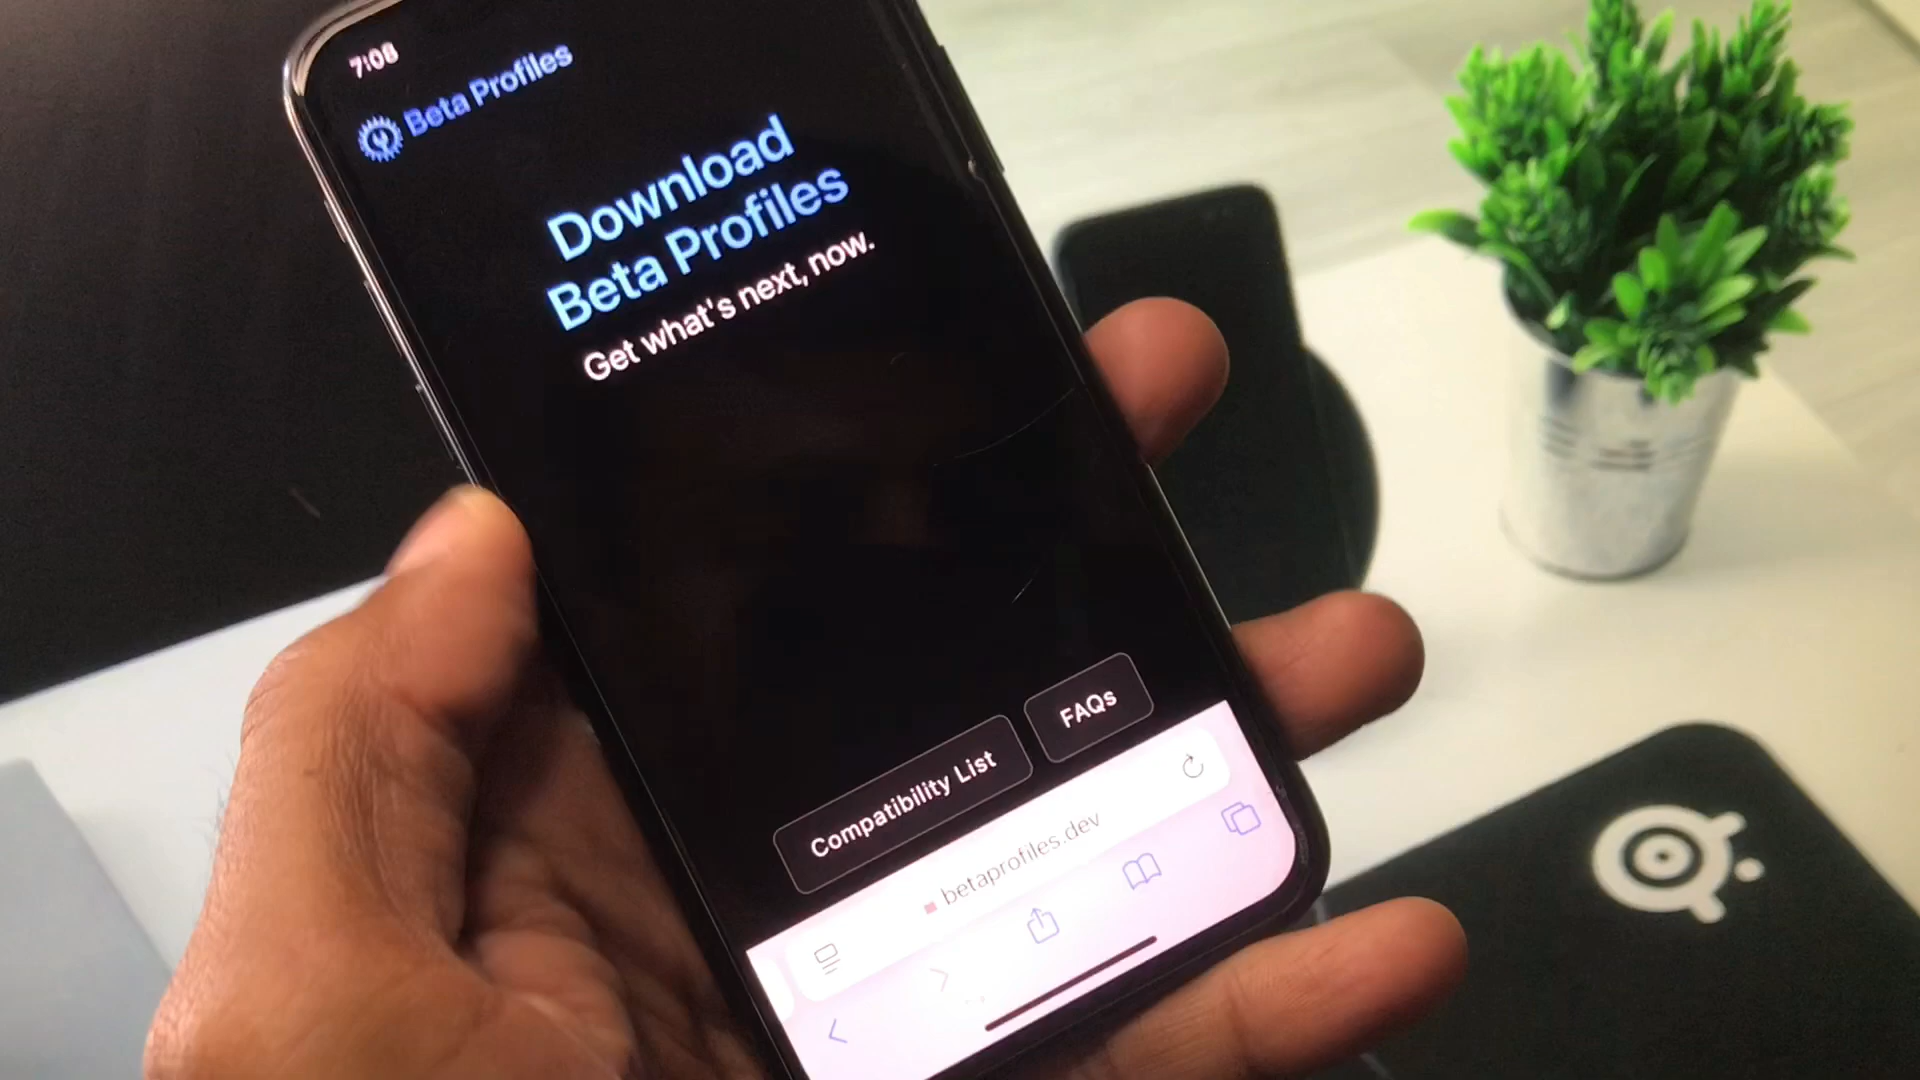 7:08
Beta Profiles
Download
Beta Profiles
Get what's next, now.
Compatibility List
FAQs
betaprofiles.dev